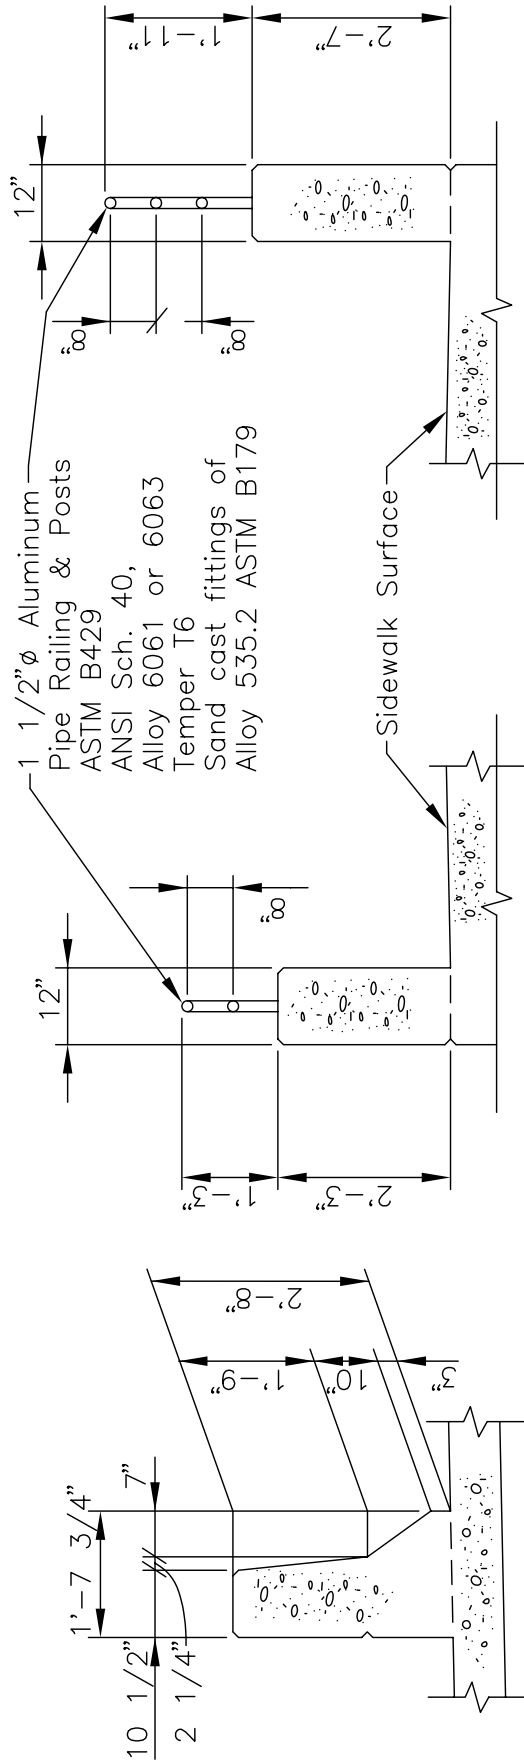 1 1/2"ø Aluminum
Pipe Railing & Posts
ASTM B429
ANSI Sch. 40,
Alloy 6061 or 6063
Temper T6
Sand cast fittings of
Alloy 535.2 ASTM B179
Sidewalk Surface
10 1/2"
2 1/4"
1'-7 3/4"
7"
2'-8"
1'-9"
10"
3"
12"
1'-3"
2'-3"
8"
12"
8"
8"
1'-11"
2'-7"